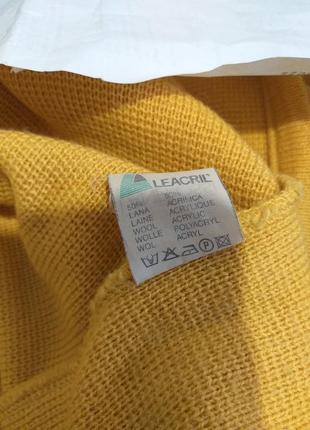 LEACRIL
50% 50%
LANA ACRILICA
LAINE ACRYLIQUE
WOOL ACRYLIC
WOLLE POLYACRYL
WOL ACRYL
P